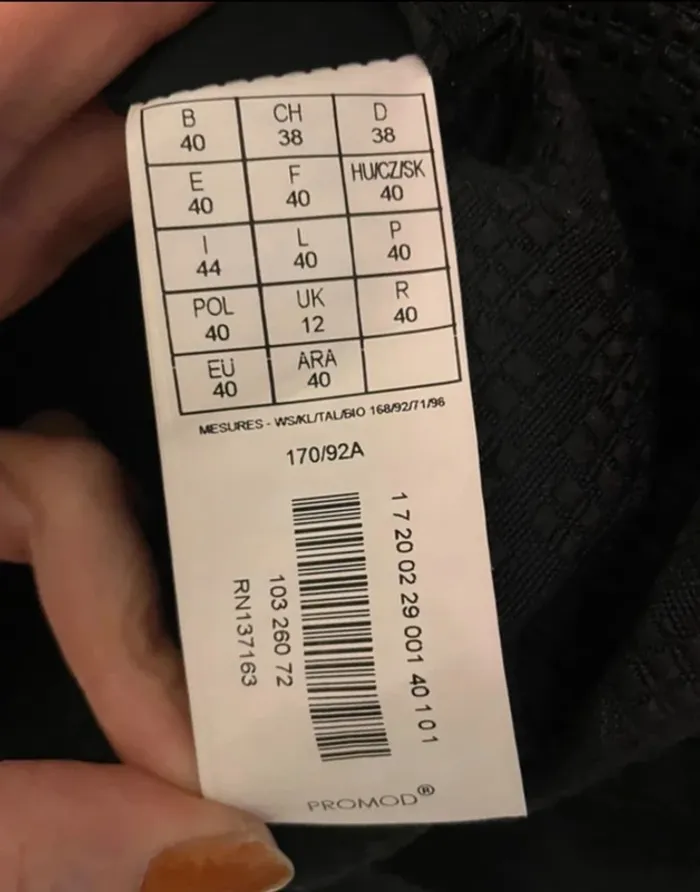 B CH D
40 38 38
E F HU/CZ/SK
40 40 40
I L P
44 40 40
POL UK R
40 12 40
EU ARA
40 40
MESURES - WS/KL/TAL/BIO 168/92/71/96
170/92A
1 7 20 02 29 001 40 1 01
103 260 72
RN137163
PROMOD®